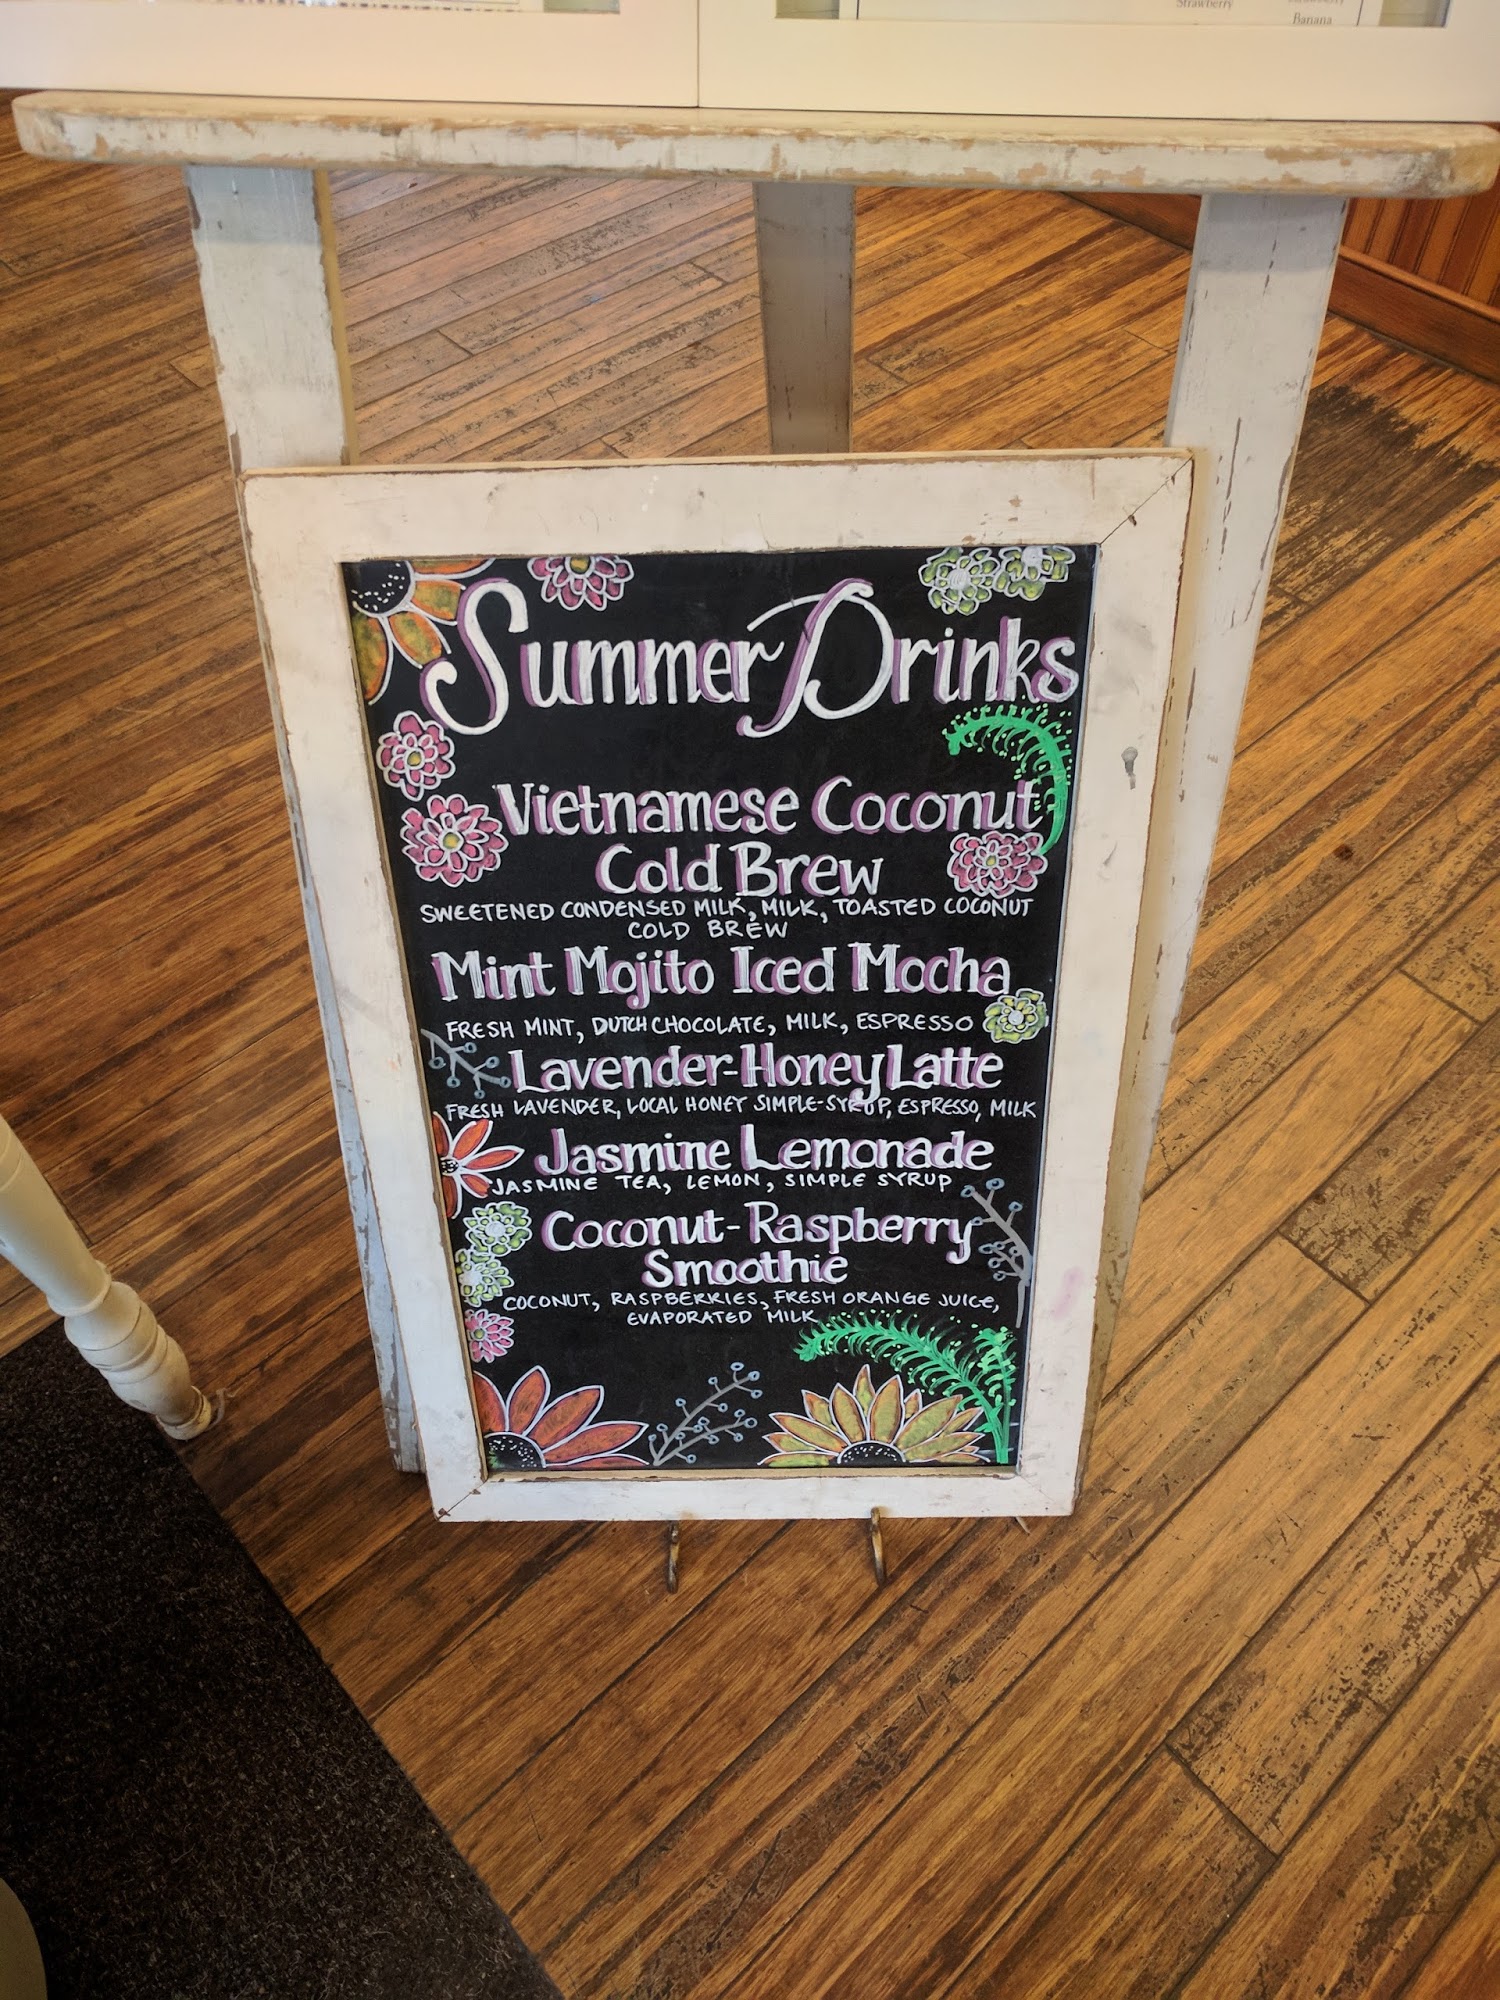 Strawberry
Banana
Summer Drinks
Vietnamese Coconut
Cold Brew
SWEETENED CONDENSED MILK, MILK, TOASTED COCONUT
COLD BREW
Mint Mojito Iced Mocha
FRESH MINT, DUTCH CHOCOLATE, MILK, ESPRESSO
Lavender-Honey Latte
FRESH LAVENDER, LOCAL HONEY SIMPLE-SYRUP, ESPRESSO, MILK
Jasmine Lemonade
JASMINE TEA, LEMON, SIMPLE SYRUP
Coconut-Raspberry
Smoothie
COCONUT, RASPBERRIES, FRESH ORANGE JUICE,
EVAPORATED MILK